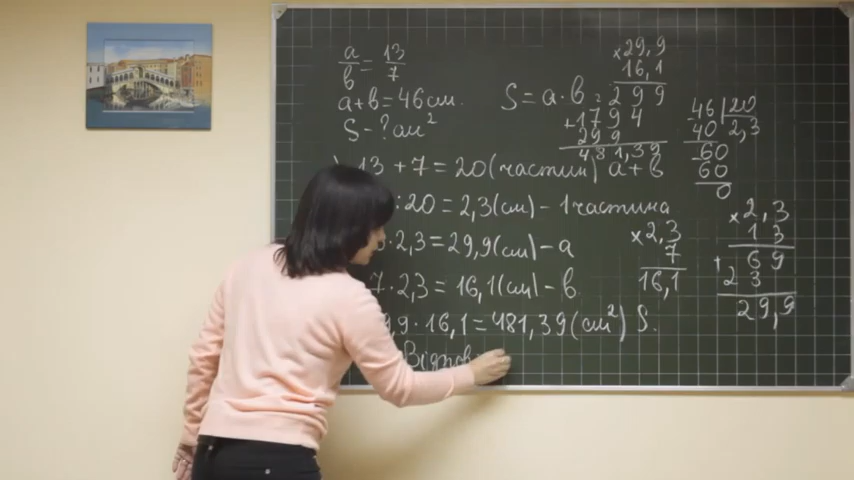 a/b = 13/7
a+b=46см.
S-?см²
S=a·b
×29,9
16,1
299
+1794
299
481,39
-46|20
40 2,3
-60
60
0
13+7=20(частин) a+b
:20=2,3(см)-1частина
·2,3=29,9(см)-a
7·2,3=16,1(см)-b
9,9·16,1=481,39(см²) S.
×2,3
7
16,1
×2,3
13
+69
23
29,9